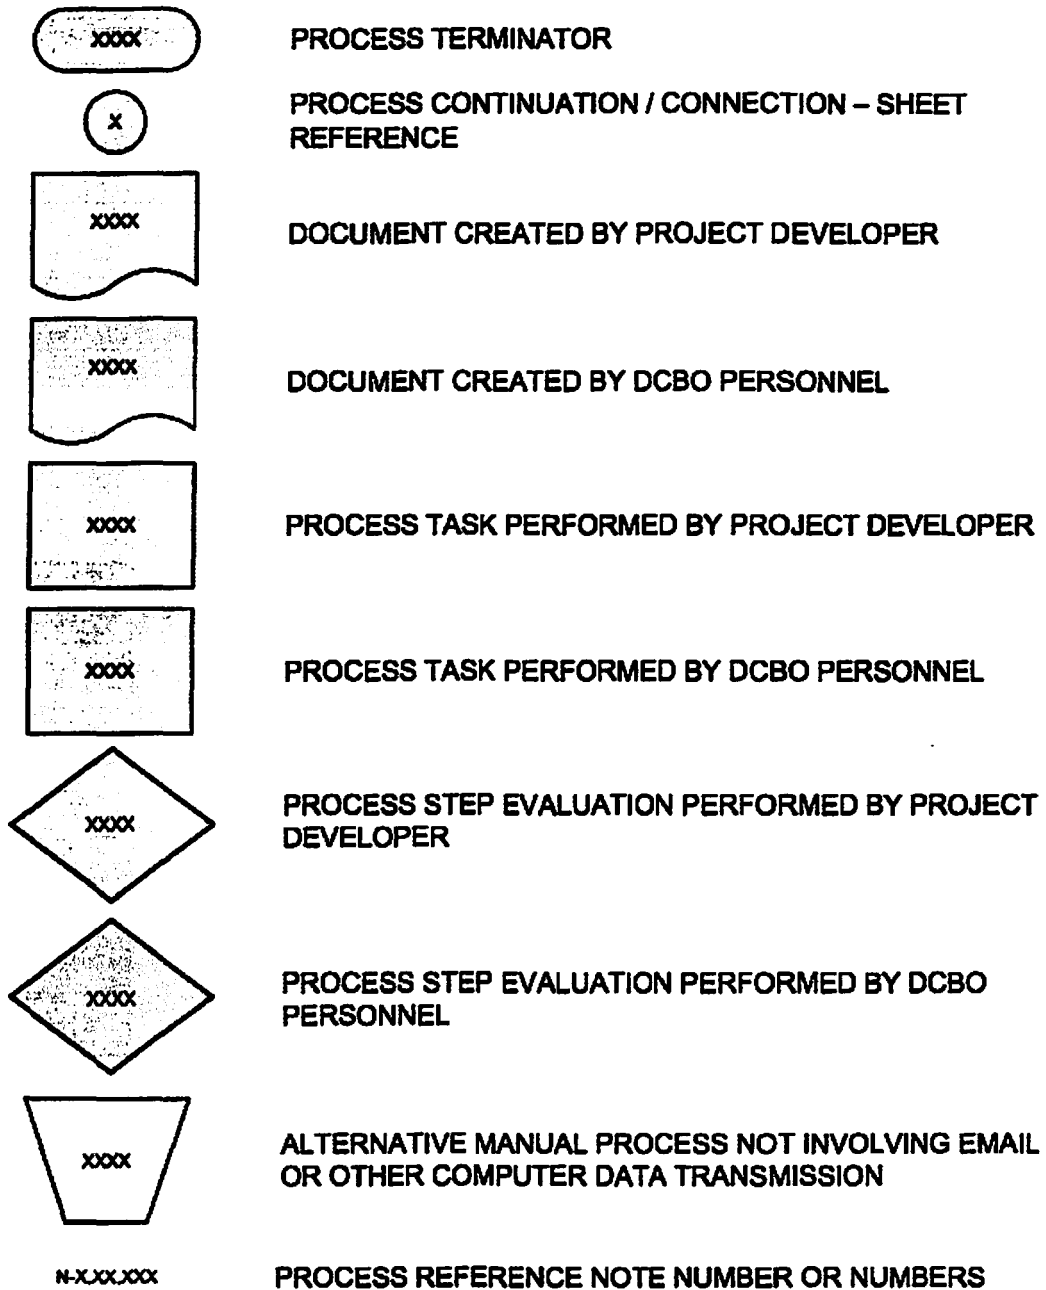 XXXX PROCESS TERMINATOR
X PROCESS CONTINUATION / CONNECTION – SHEET
REFERENCE
XXXX DOCUMENT CREATED BY PROJECT DEVELOPER
XXXX DOCUMENT CREATED BY DCBO PERSONNEL
XXXX PROCESS TASK PERFORMED BY PROJECT DEVELOPER
XXXX PROCESS TASK PERFORMED BY DCBO PERSONNEL
XXXX PROCESS STEP EVALUATION PERFORMED BY PROJECT
DEVELOPER
XXXX PROCESS STEP EVALUATION PERFORMED BY DCBO
PERSONNEL
XXXX ALTERNATIVE MANUAL PROCESS NOT INVOLVING EMAIL
OR OTHER COMPUTER DATA TRANSMISSION
N-X,XX,XXX PROCESS REFERENCE NOTE NUMBER OR NUMBERS